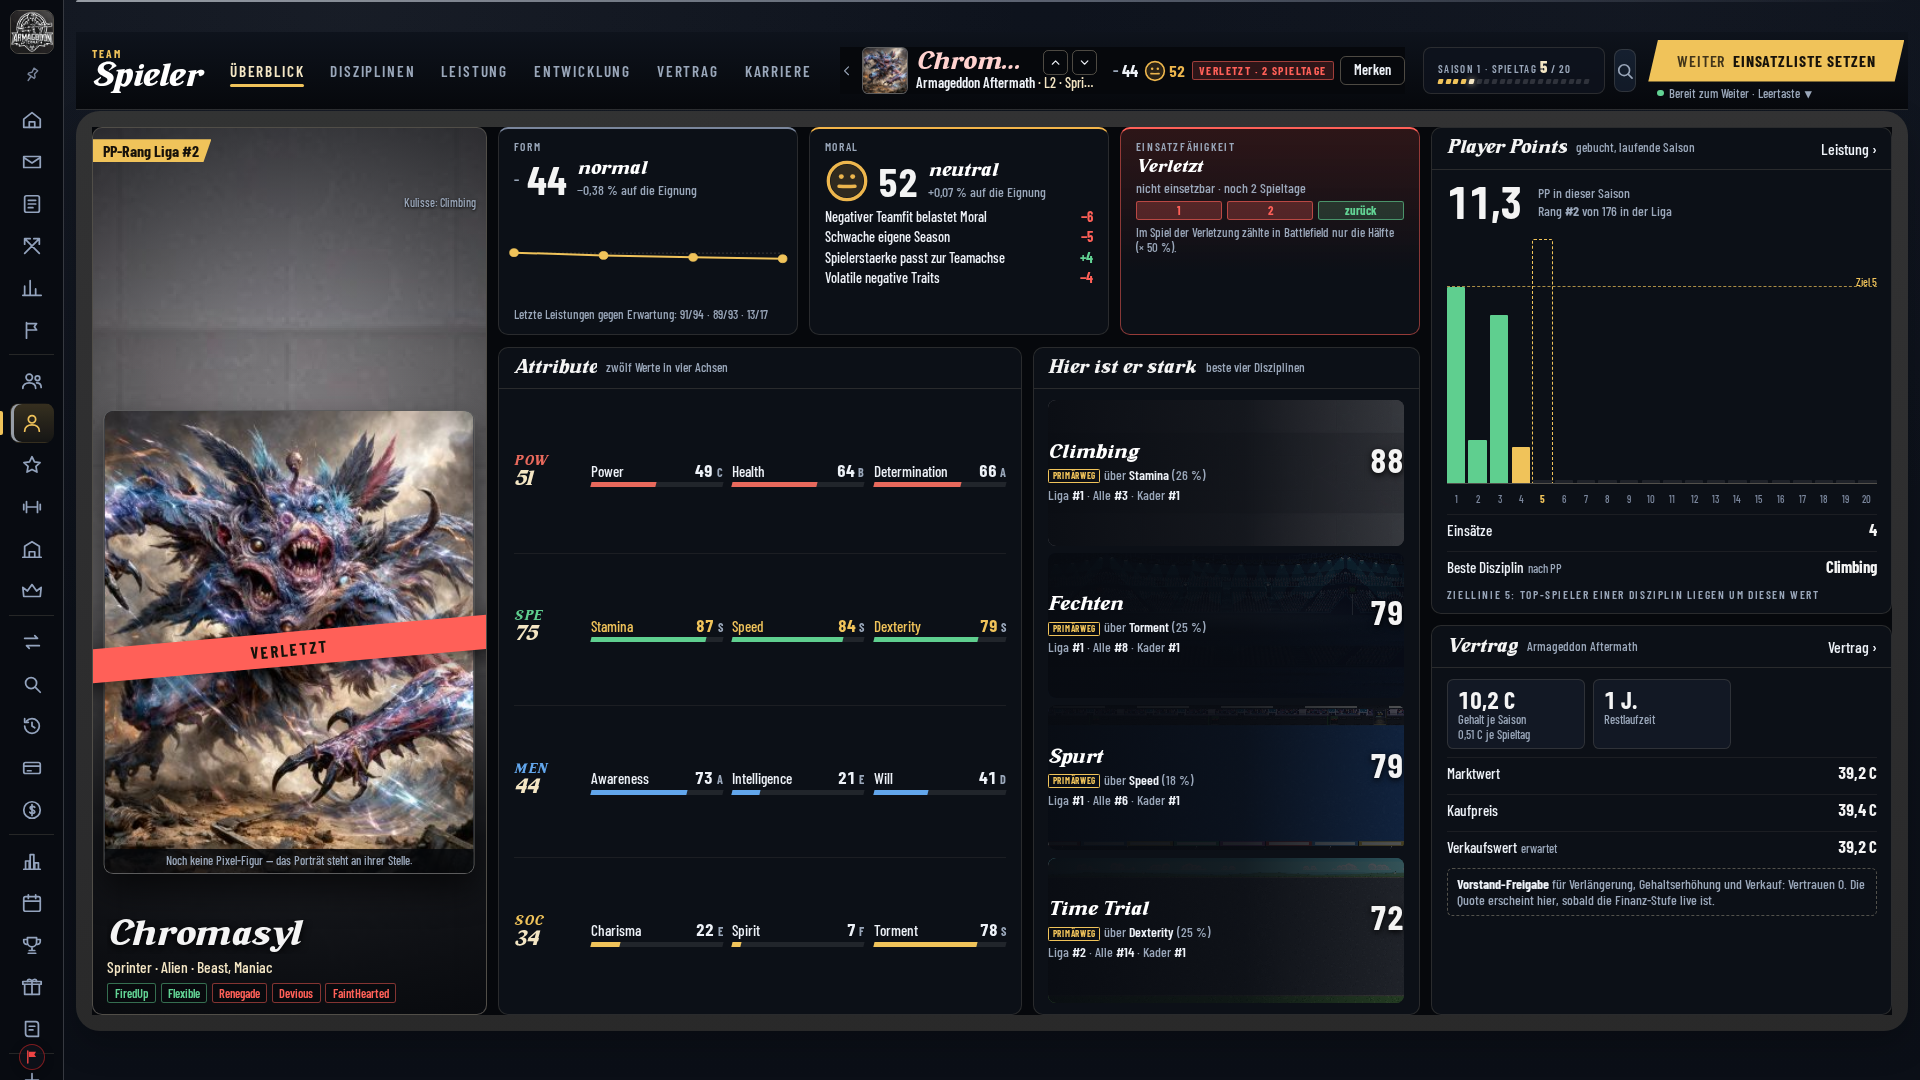 ARMAGEDDON
TEAM
Spieler
ÜBERBLICK
DISZIPLINEN
LEISTUNG
ENTWICKLUNG
VERTRAG
KARRIERE
Chrom...
Armageddon Aftermath · L2 · Spri...
- 44
52
VERLETZT · 2 SPIELTAGE
Merken
SAISON 1 · SPIELTAG 5 / 20
WEITER EINSATZLISTE SETZEN
Bereit zum Weiter · Leertaste ▼
PP-Rang Liga #2
Kulisse: Climbing
VERLETZT
Noch keine Pixel-Figur — das Porträt steht an ihrer Stelle.
Chromasyl
Sprinter · Alien · Beast, Maniac
FiredUp
Flexible
Renegade
Devious
FaintHearted
FORM
- 44 normal
−0,38 % auf die Eignung
Letzte Leistungen gegen Erwartung: 91/94 · 89/93 · 13/17
MORAL
52 neutral
+0,07 % auf die Eignung
Negativer Teamfit belastet Moral −6
Schwache eigene Season −5
Spielerstaerke passt zur Teamachse +4
Volatile negative Traits −4
EINSATZFÄHIGKEIT
Verletzt
nicht einsetzbar · noch 2 Spieltage
1 2 zurück
Im Spiel der Verletzung zählte in Battlefield nur die Hälfte
(× 50 %).
Attribute zwölf Werte in vier Achsen
POW
51
Power 49 C
Health 64 B
Determination 66 A
SPE
75
Stamina 87 S
Speed 84 S
Dexterity 79 S
MEN
44
Awareness 73 A
Intelligence 21 E
Will 41 D
SOC
34
Charisma 22 E
Spirit 7 F
Torment 78 S
Hier ist er stark beste vier Disziplinen
Climbing
88
PRIMÄRWEG über Stamina (26 %)
Liga #1 · Alle #3 · Kader #1
Fechten
79
PRIMÄRWEG über Torment (25 %)
Liga #1 · Alle #8 · Kader #1
Spurt
79
PRIMÄRWEG über Speed (18 %)
Liga #1 · Alle #6 · Kader #1
Time Trial
72
PRIMÄRWEG über Dexterity (25 %)
Liga #2 · Alle #14 · Kader #1
Player Points gebucht, laufende Saison
Leistung ›
11,3
PP in dieser Saison
Rang #2 von 176 in der Liga
Ziel 5
1 2 3 4 5 6 7 8 9 10 11 12 13 14 15 16 17 18 19 20
Einsätze 4
Beste Disziplin nach PP Climbing
ZIELLINIE 5: TOP-SPIELER EINER DISZIPLIN LIEGEN UM DIESEN WERT
Vertrag Armageddon Aftermath
Vertrag ›
10,2 C
Gehalt je Saison
0,51 C je Spieltag
1 J.
Restlaufzeit
Marktwert 39,2 C
Kaufpreis 39,4 C
Verkaufswert erwartet 39,2 C
Vorstand-Freigabe für Verlängerung, Gehaltserhöhung und Verkauf: Vertrauen 0. Die
Quote erscheint hier, sobald die Finanz-Stufe live ist.